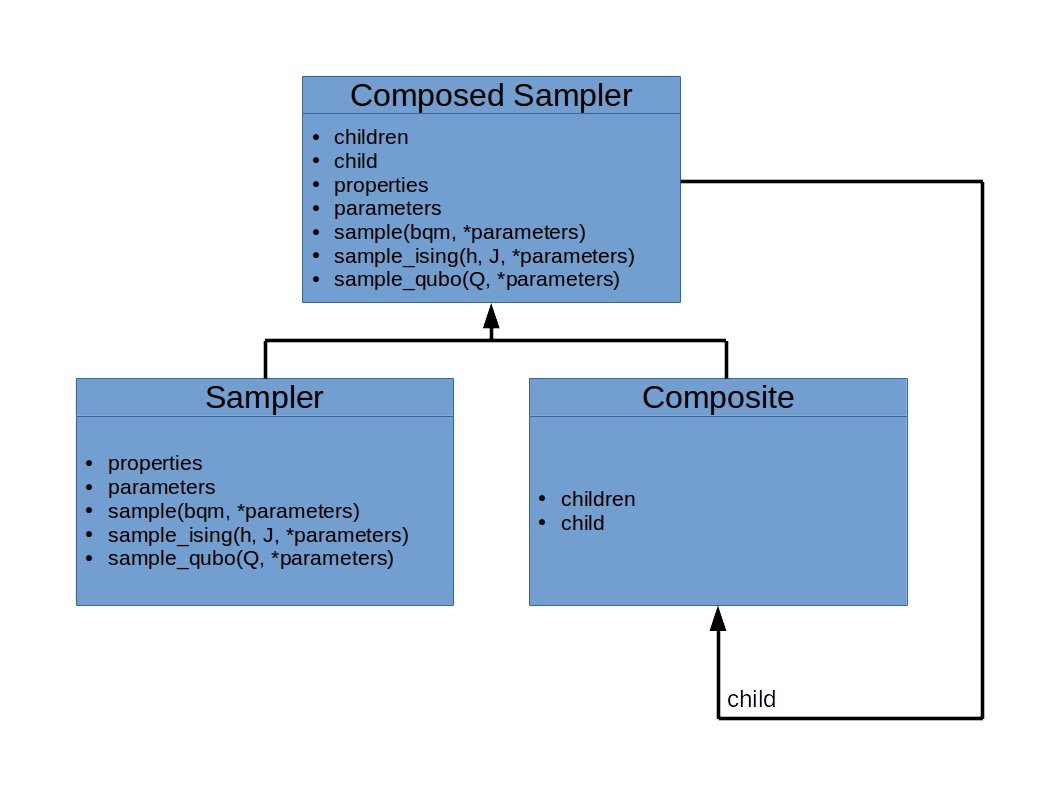 Composed Sampler
• children
• child
• properties
• parameters
• sample(bqm, *parameters)
• sample_ising(h, J, *parameters)
• sample_qubo(Q, *parameters)
Sampler
• properties
• parameters
• sample(bqm, *parameters)
• sample_ising(h, J, *parameters)
• sample_qubo(Q, *parameters)
Composite
• children
• child
child